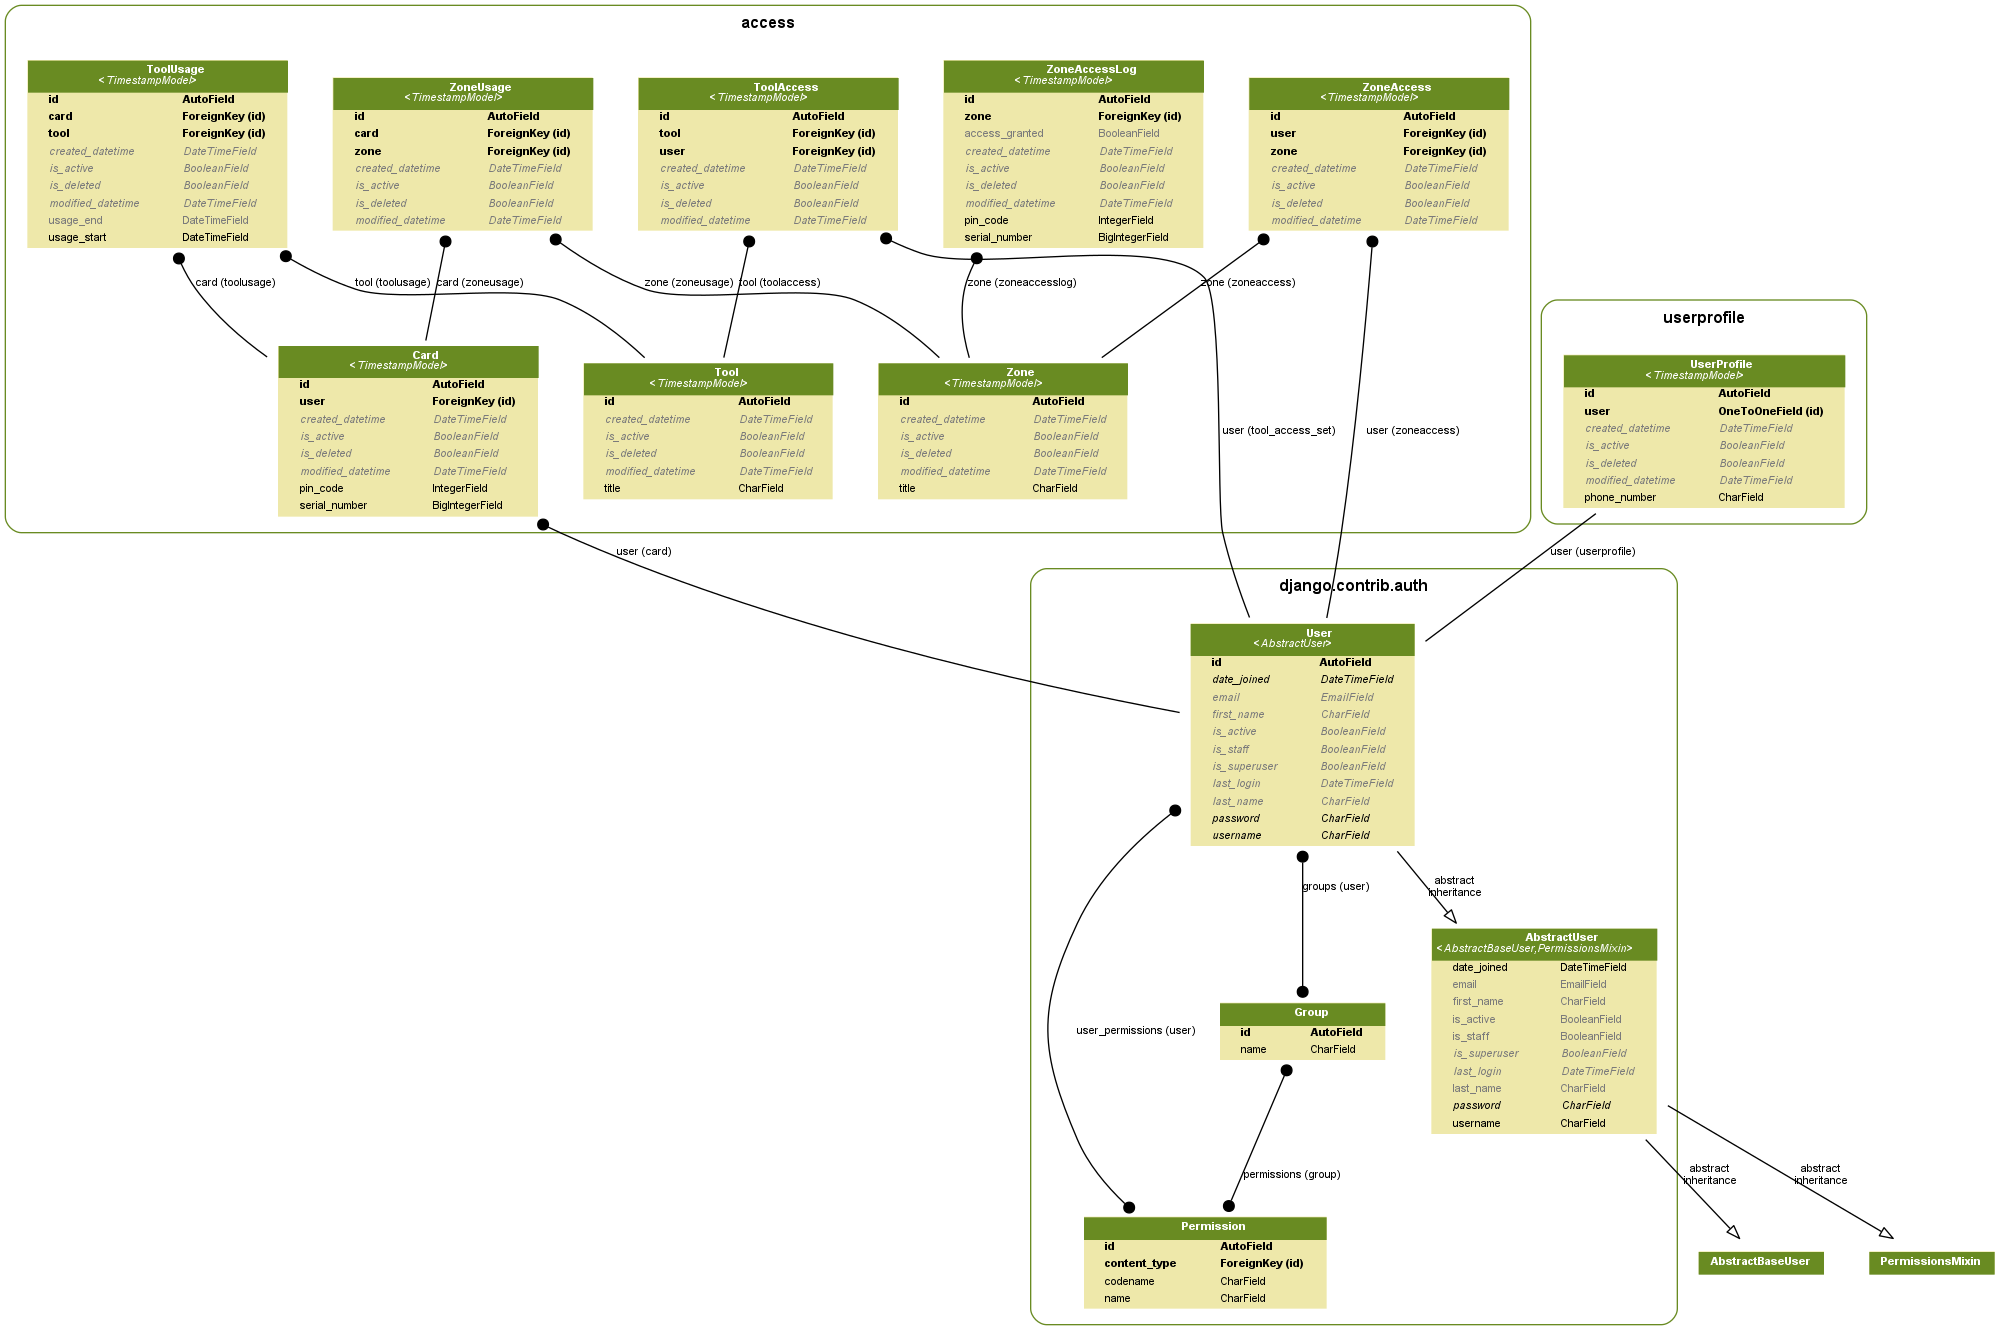 access
ToolUsage
<TimestampModel>
id AutoField
card ForeignKey (id)
tool ForeignKey (id)
created_datetime DateTimeField
is_active BooleanField
is_deleted BooleanField
modified_datetime DateTimeField
usage_end DateTimeField
usage_start DateTimeField
ZoneUsage
<TimestampModel>
id AutoField
card ForeignKey (id)
zone ForeignKey (id)
created_datetime DateTimeField
is_active BooleanField
is_deleted BooleanField
modified_datetime DateTimeField
ToolAccess
<TimestampModel>
id AutoField
tool ForeignKey (id)
user ForeignKey (id)
created_datetime DateTimeField
is_active BooleanField
is_deleted BooleanField
modified_datetime DateTimeField
ZoneAccessLog
<TimestampModel>
id AutoField
zone ForeignKey (id)
access_granted BooleanField
created_datetime DateTimeField
is_active BooleanField
is_deleted BooleanField
modified_datetime DateTimeField
pin_code IntegerField
serial_number BigIntegerField
ZoneAccess
<TimestampModel>
id AutoField
user ForeignKey (id)
zone ForeignKey (id)
created_datetime DateTimeField
is_active BooleanField
is_deleted BooleanField
modified_datetime DateTimeField
card (toolusage)
tool (toolusage)
card (zoneusage)
zone (zoneusage)
tool (toolaccess)
zone (zoneaccesslog)
zone (zoneaccess)
Card
<TimestampModel>
id AutoField
user ForeignKey (id)
created_datetime DateTimeField
is_active BooleanField
is_deleted BooleanField
modified_datetime DateTimeField
pin_code IntegerField
serial_number BigIntegerField
Tool
<TimestampModel>
id AutoField
created_datetime DateTimeField
is_active BooleanField
is_deleted BooleanField
modified_datetime DateTimeField
title CharField
Zone
<TimestampModel>
id AutoField
created_datetime DateTimeField
is_active BooleanField
is_deleted BooleanField
modified_datetime DateTimeField
title CharField
user (tool_access_set)
user (zoneaccess)
userprofile
UserProfile
<TimestampModel>
id AutoField
user OneToOneField (id)
created_datetime DateTimeField
is_active BooleanField
is_deleted BooleanField
modified_datetime DateTimeField
phone_number CharField
user (card)
user (userprofile)
django.contrib.auth
User
<AbstractUser>
id AutoField
date_joined DateTimeField
email EmailField
first_name CharField
is_active BooleanField
is_staff BooleanField
is_superuser BooleanField
last_login DateTimeField
last_name CharField
password CharField
username CharField
groups (user)
abstract
inheritance
AbstractUser
<AbstractBaseUser,PermissionsMixin>
date_joined DateTimeField
email EmailField
first_name CharField
is_active BooleanField
is_staff BooleanField
is_superuser BooleanField
last_login DateTimeField
last_name CharField
password CharField
username CharField
Group
id AutoField
name CharField
user_permissions (user)
permissions (group)
abstract
inheritance
abstract
inheritance
Permission
id AutoField
content_type ForeignKey (id)
codename CharField
name CharField
AbstractBaseUser
PermissionsMixin